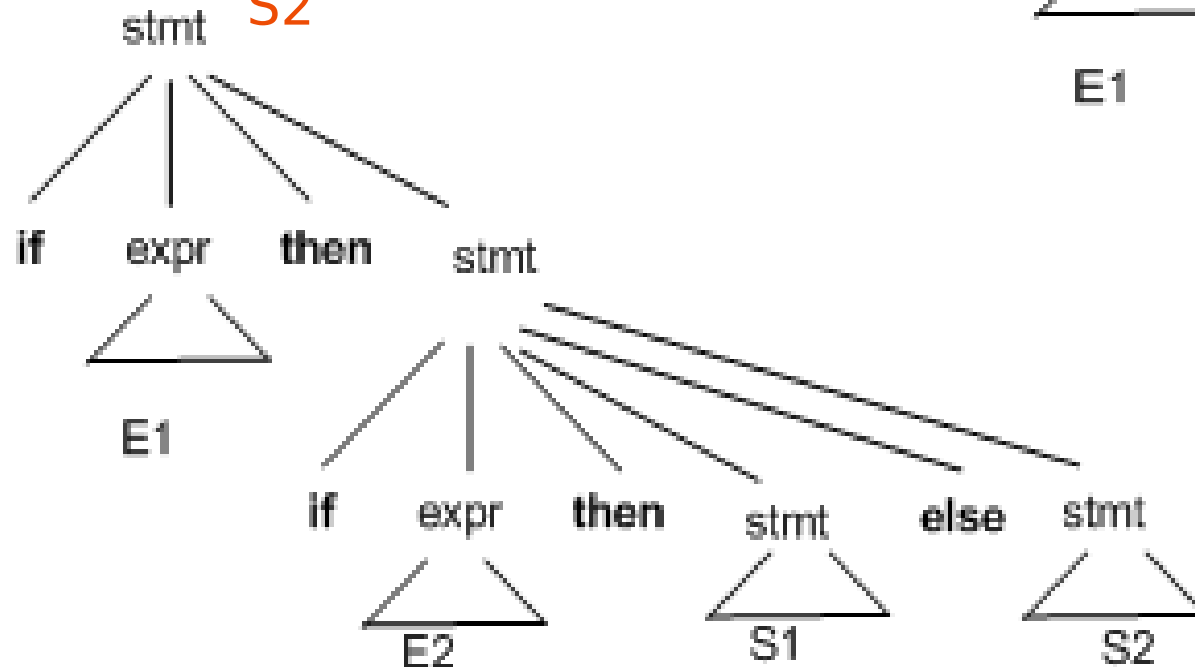 S2
stmt
E1
if expr then stmt
E1
if expr then stmt else stmt
E2 S1 S2